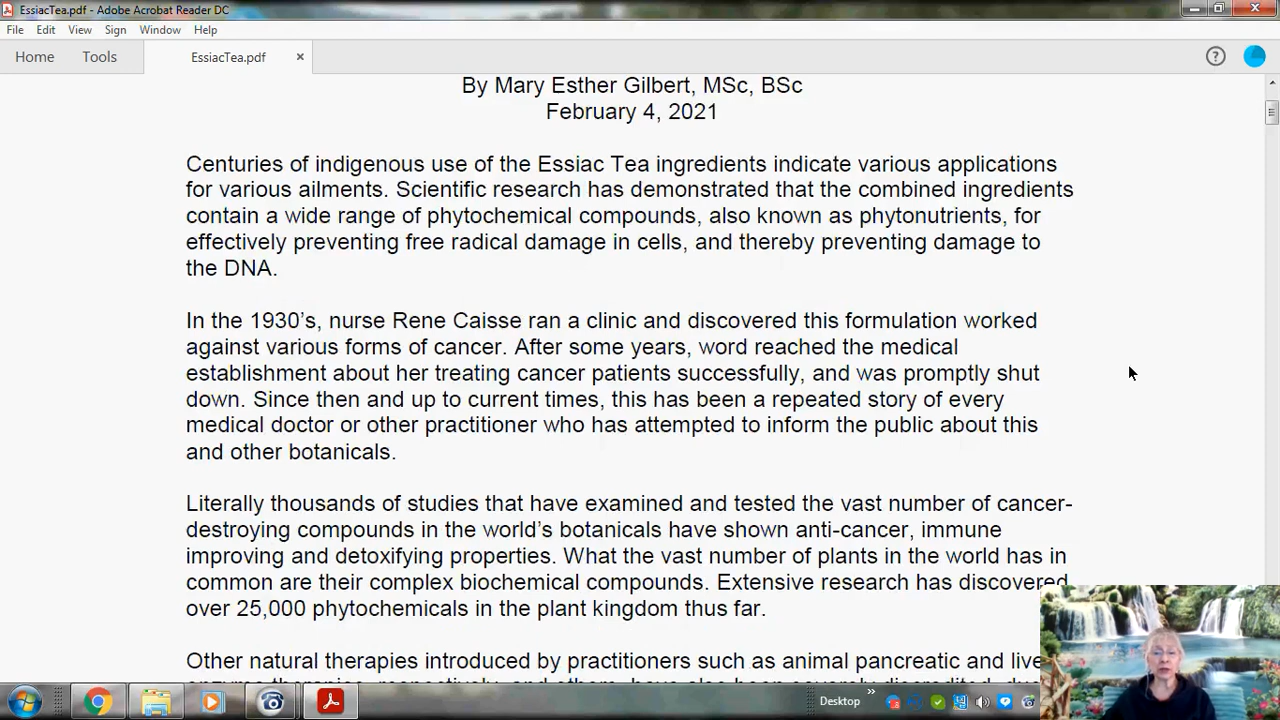 EssiacTea.pdf - Adobe Acrobat Reader DC
File Edit View Sign Window Help
Home Tools EssiacTea.pdf
By Mary Esther Gilbert, MSc, BSc
February 4, 2021
Centuries of indigenous use of the Essiac Tea ingredients indicate various applications
for various ailments. Scientific research has demonstrated that the combined ingredients
contain a wide range of phytochemical compounds, also known as phytonutrients, for
effectively preventing free radical damage in cells, and thereby preventing damage to
the DNA.
In the 1930's, nurse Rene Caisse ran a clinic and discovered this formulation worked
against various forms of cancer. After some years, word reached the medical
establishment about her treating cancer patients successfully, and was promptly shut
down. Since then and up to current times, this has been a repeated story of every
medical doctor or other practitioner who has attempted to inform the public about this
and other botanicals.
Literally thousands of studies that have examined and tested the vast number of cancer-
destroying compounds in the world's botanicals have shown anti-cancer, immune
improving and detoxifying properties. What the vast number of plants in the world has in
common are their complex biochemical compounds. Extensive research has discovered
over 25,000 phytochemicals in the plant kingdom thus far.
Other natural therapies introduced by practitioners such as animal pancreatic and live
Desktop